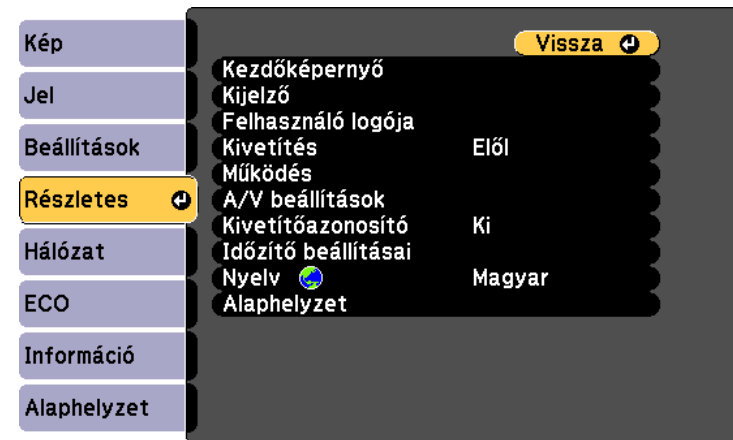 Kép
Jel
Beállítások
Részletes
Hálózat
ECO
Információ
Alaphelyzet
Vissza
Kezdőképernyő
Kijelző
Felhasználó logója
Kivetítés Elől
Működés
A/V beállítások
Kivetítőazonosító Ki
Időzítő beállításai
Nyelv Magyar
Alaphelyzet